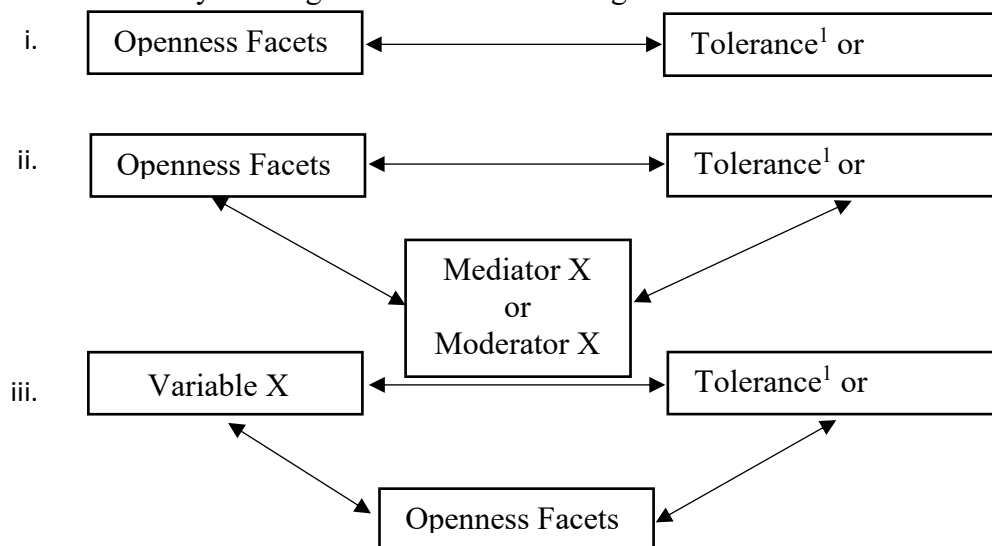 i.
Openness Facets
Tolerance¹ or
ii.
Openness Facets
Tolerance¹ or
Mediator X
or
Moderator X
iii.
Variable X
Tolerance¹ or
Openness Facets